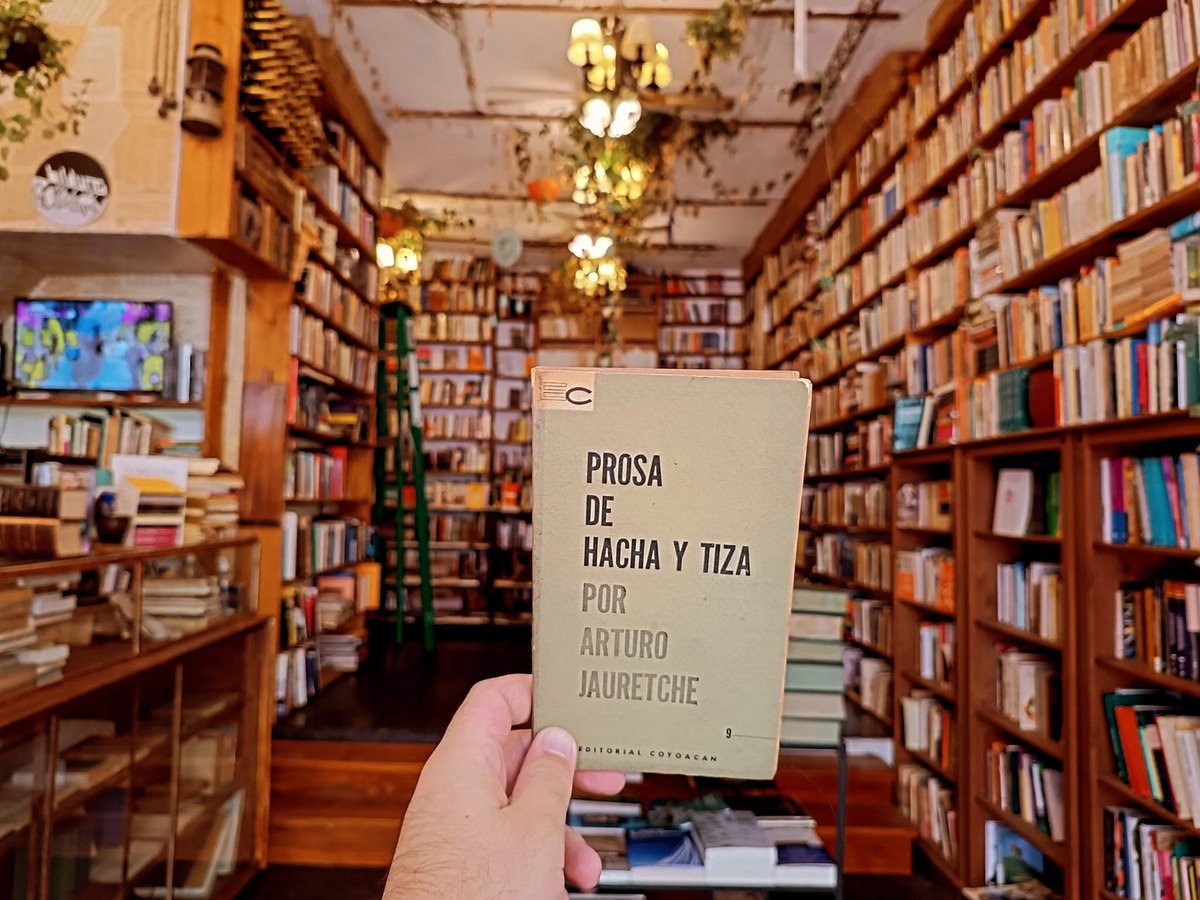 EC
PROSA
DE
HACHA Y TIZA
POR
ARTURO
JAURETCHE
9
EDITORIAL COYOACAN